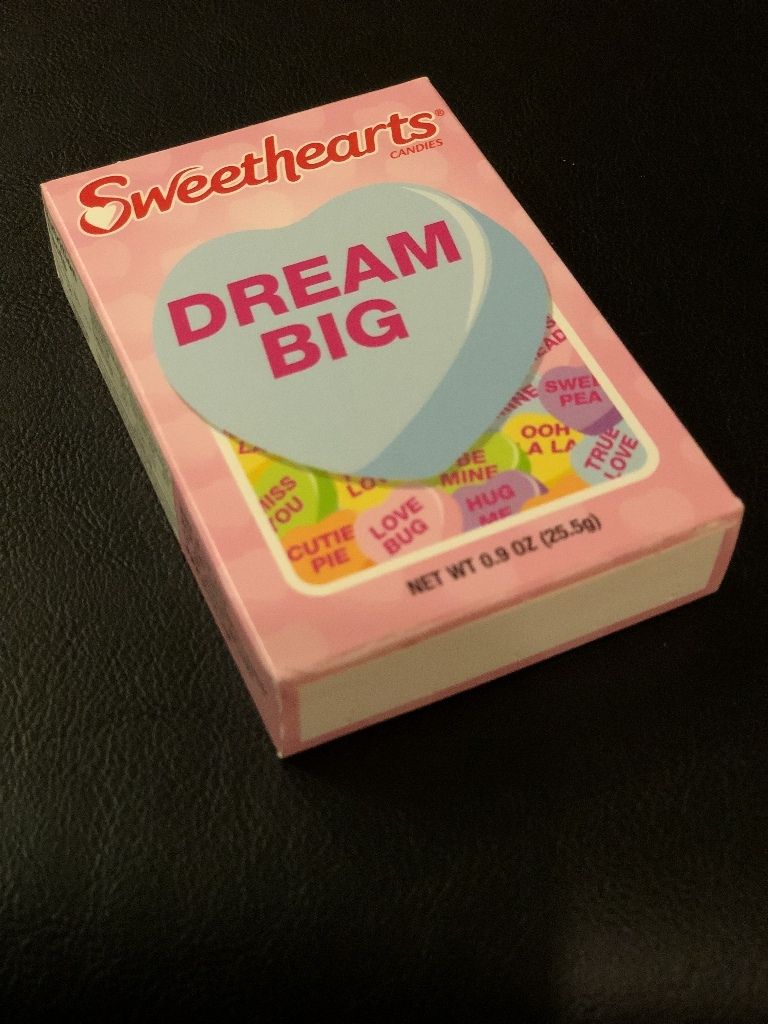 Sweethearts®
CANDIES
DREAM
BIG
SWEE
PEA
OOH
LA LA
TRUE
LOVE
BE
MINE
MISS
YOU
HUG
ME
LOVE
BUG
CUTIE
PIE
NET WT 0.9 OZ (25.5g)